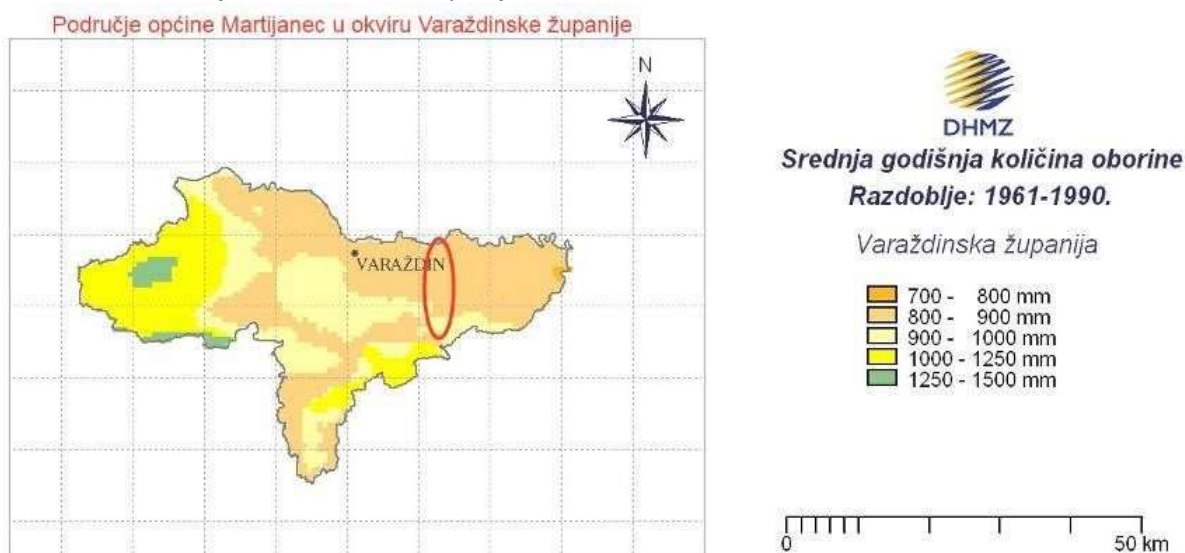 Područje općine Martijanec u okviru Varaždinske županije
N
VARAŽDIN
DHMZ
Srednja godišnja količina oborine
Razdoblje: 1961-1990.
Varaždinska županija
700 - 800 mm
800 - 900 mm
900 - 1000 mm
1000 - 1250 mm
1250 - 1500 mm
0 50 km